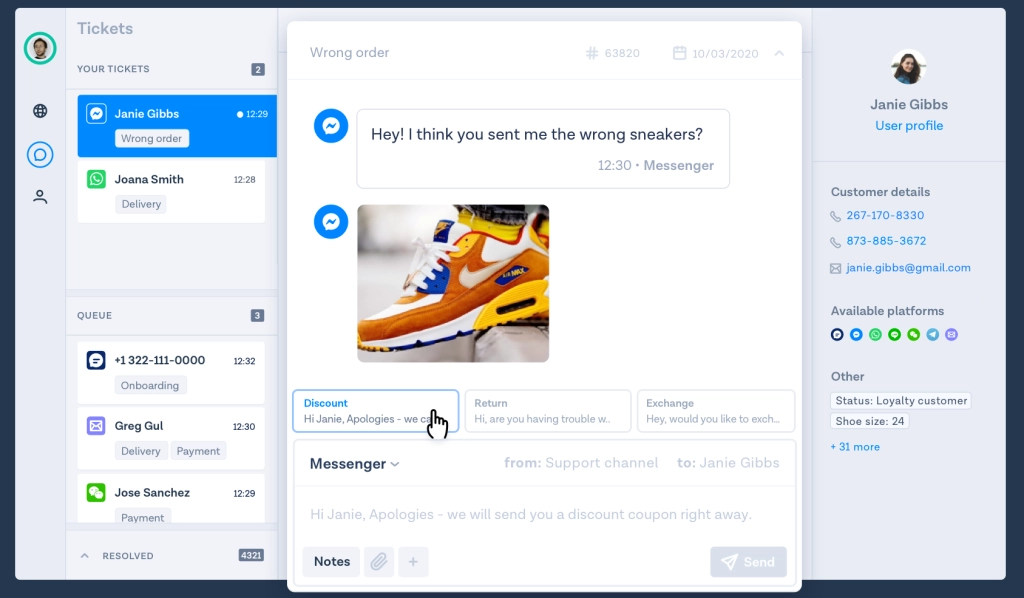 Tickets
YOUR TICKETS 2
Janie Gibbs 12:29
Wrong order
Joana Smith 12:28
Delivery
QUEUE 3
+1 322-111-0000 12:32
Onboarding
Greg Gul 12:30
Delivery Payment
Jose Sanchez 12:29
Payment
RESOLVED 4321
Wrong order # 63820 10/03/2020
Hey! I think you sent me the wrong sneakers?
12:30 • Messenger
AIR MAX
Discount
Hi Janie, Apologies - we ca
Return
Hi, are you having trouble w..
Exchange
Hey, would you like to exch...
Messenger from: Support channel to: Janie Gibbs
Hi Janie, Apologies - we will send you a discount coupon right away.
Notes + Send
Janie Gibbs
User profile
Customer details
267-170-8330
873-885-3672
janie.gibbs@gmail.com
Available platforms
Other
Status: Loyalty customer
Shoe size: 24
+ 31 more